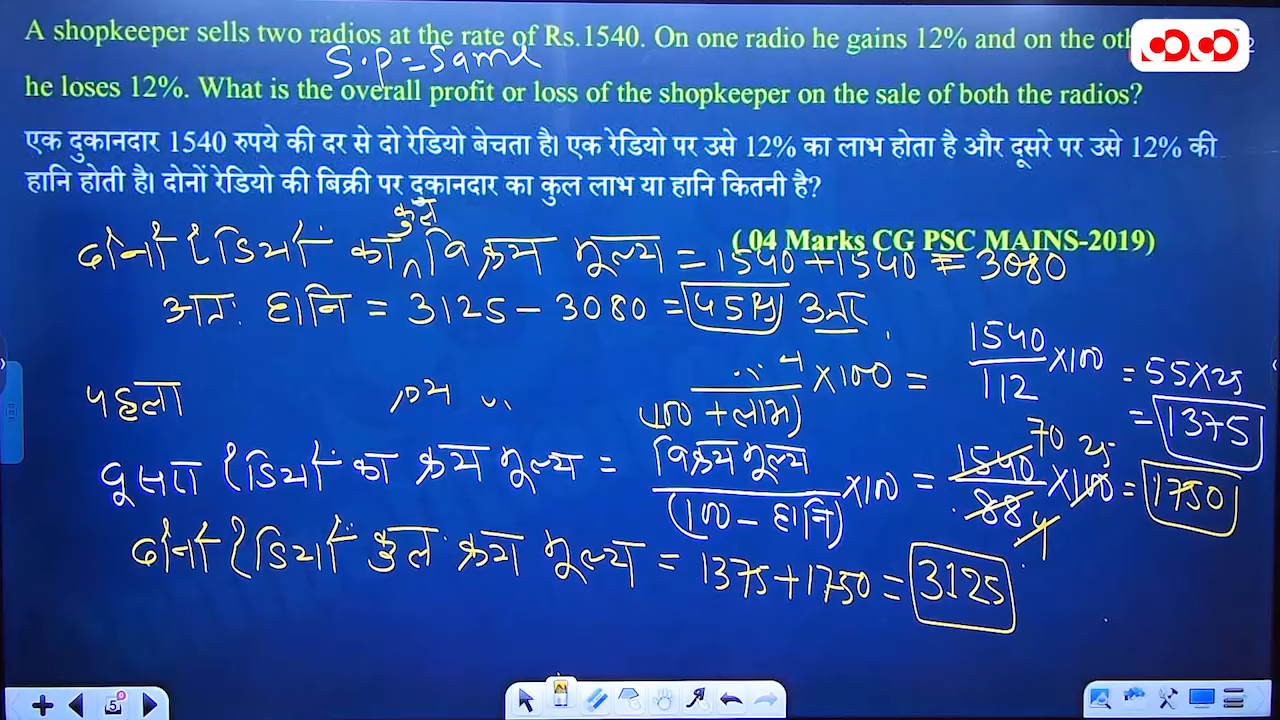 A shopkeeper sells two radios at the rate of Rs.1540. On one radio he gains 12% and on the oth
S.P=Same
he loses 12%. What is the overall profit or loss of the shopkeeper on the sale of both the radios?
एक दुकानदार 1540 रुपये की दर से दो रेडियो बेचता है। एक रेडियो पर उसे 12% का लाभ होता है और दूसरे पर उसे 12% की
हानि होती है। दोनों रेडियो की बिक्री पर दुकानदार का कुल लाभ या हानि कितनी है?
( 04 Marks CG PSC MAINS-2019)
दोनों रेडियों का कुल विक्रय मूल्य = 1540 + 1540 = 3080
अतः हानि = 3125 - 3080 = 45 उत्तर
पहला
(100 + लाभ) × 100 = 1540/112 × 100 = 55 × 25
= 1375
दूसरा रेडियों का क्रय मूल्य = विक्रय मूल्य/(100 - हानि) × 100 = 1540/88 × 100 = 1750
70 25
4
दोनों रेडियों कुल क्रय मूल्य = 1375 + 1750 = 3125
5